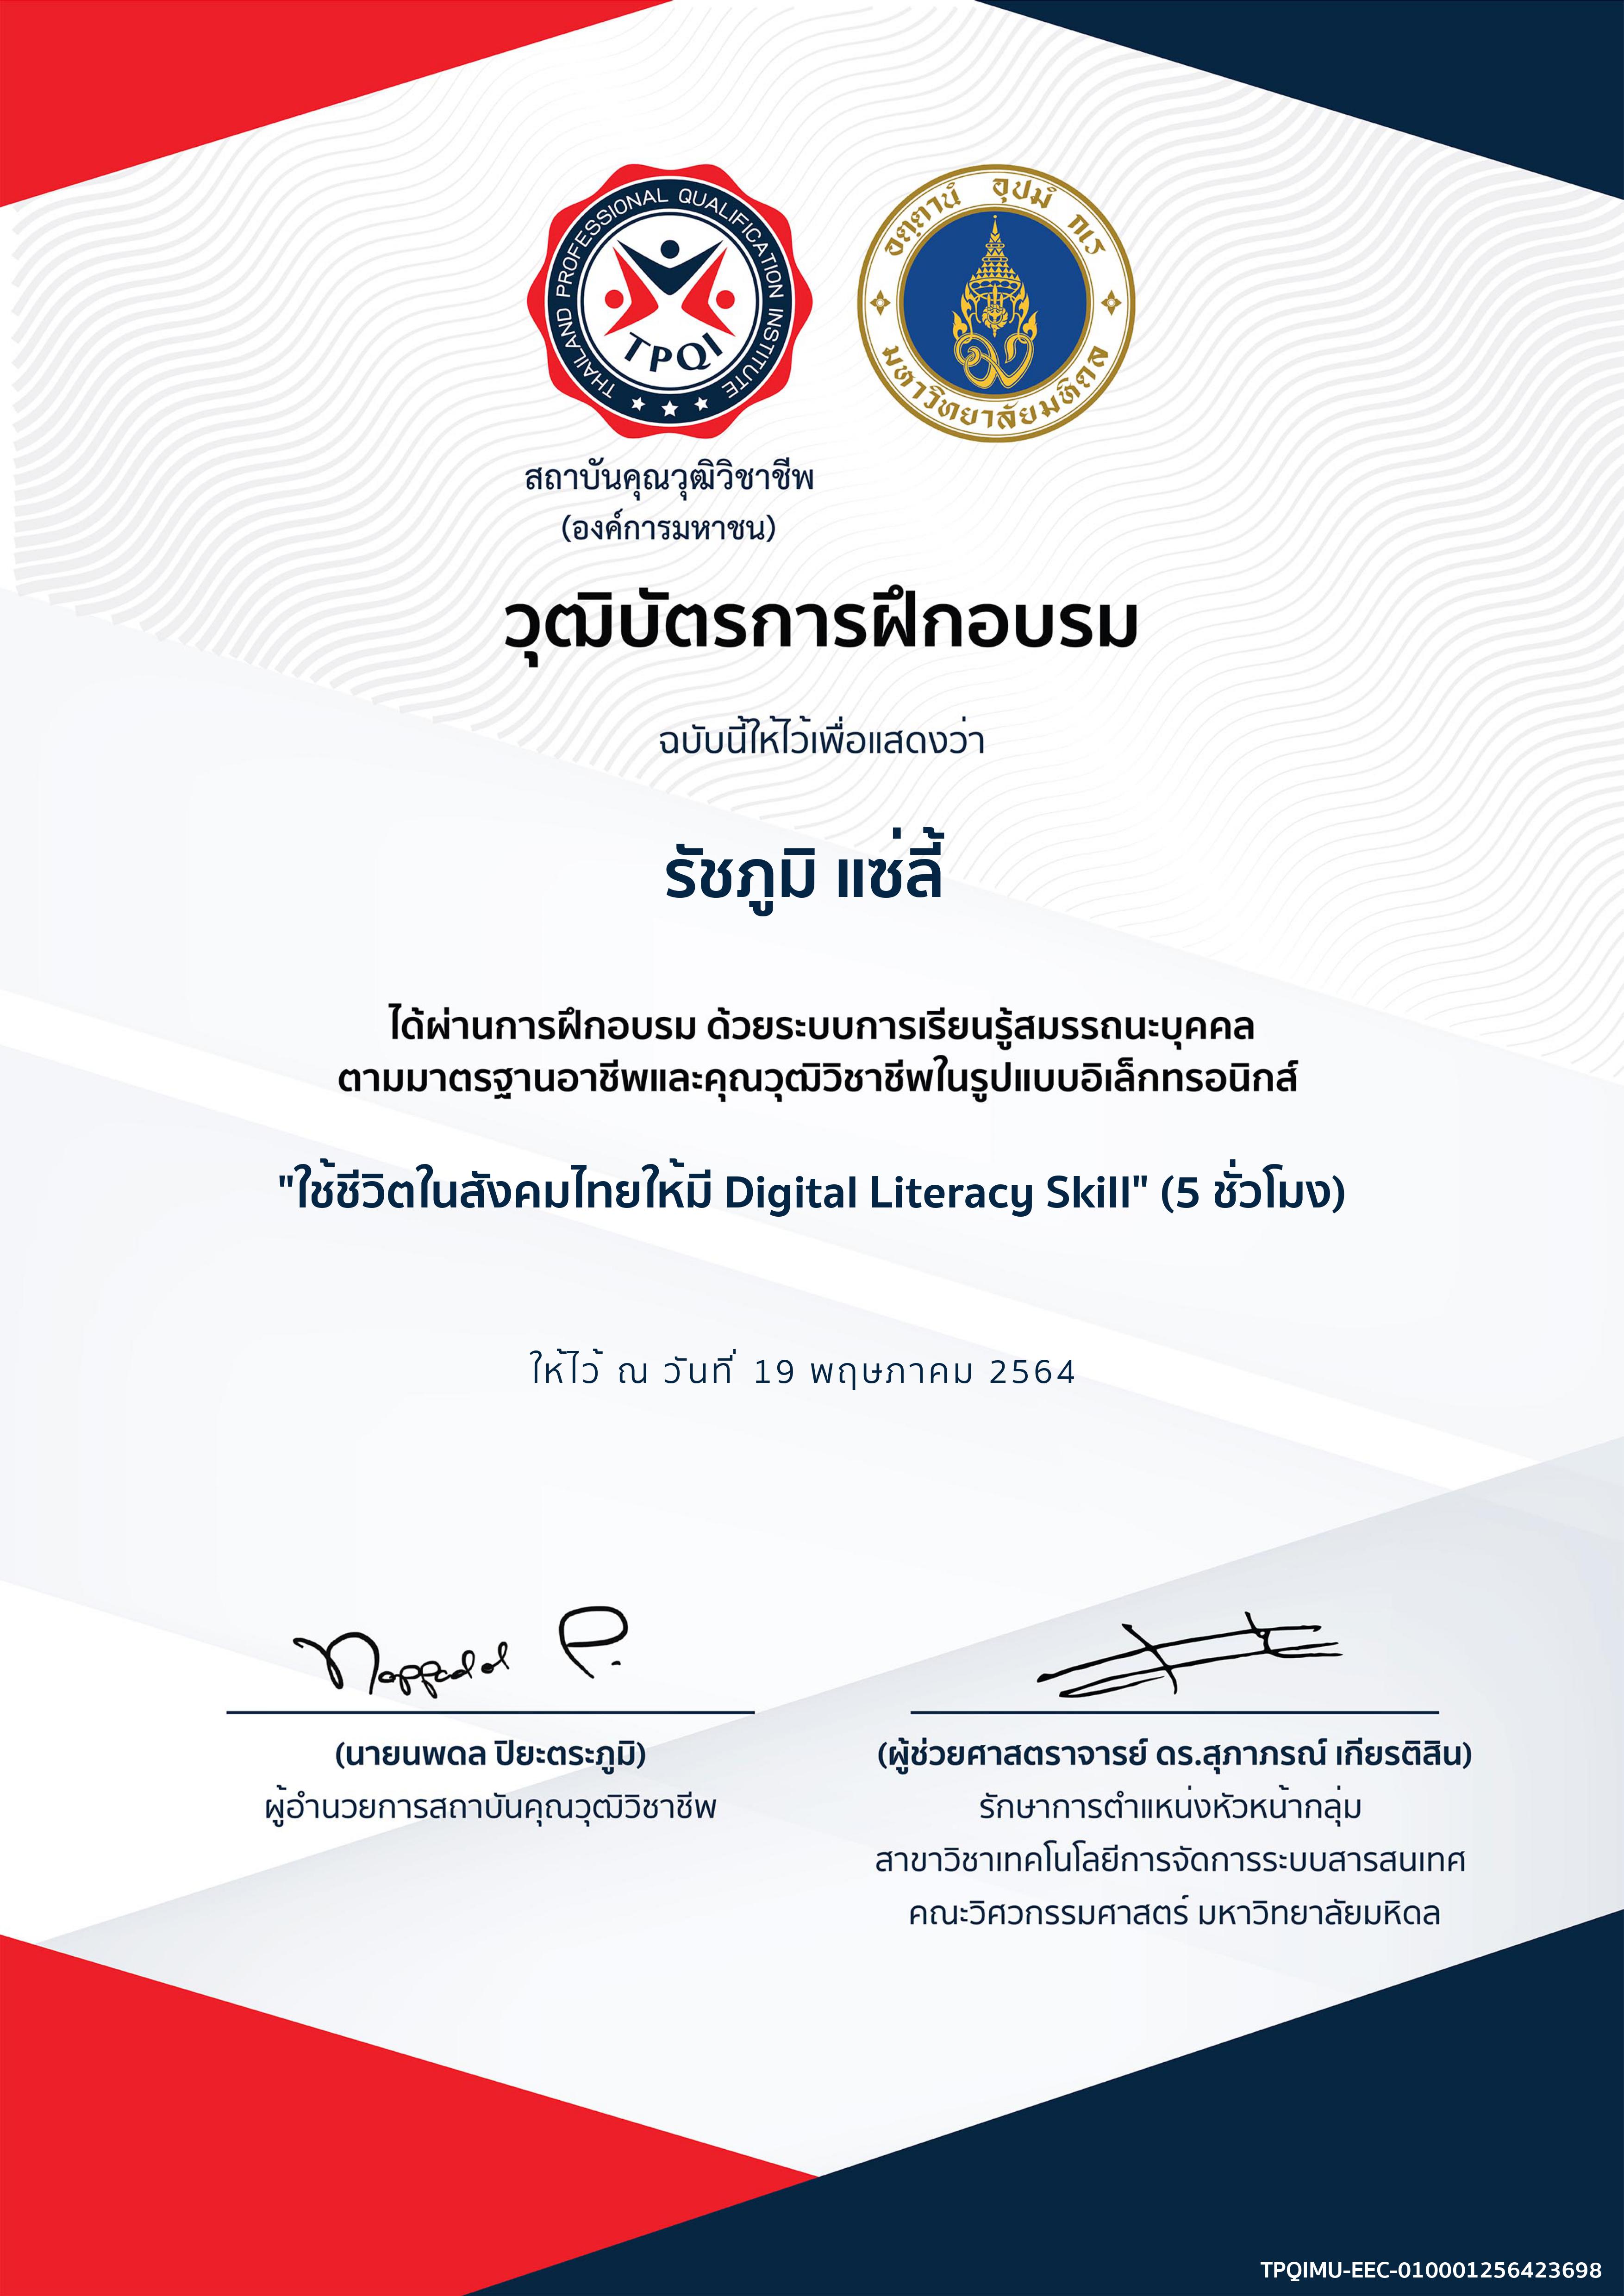 THAILAND PROFESSIONAL QUALIFICATION INSTITUTE
TPQI
อตฺตานํ อุปมํ กเร
มหาวิทยาลัยมหิดล
สถาบันคุณวุฒิวิชาชีพ
(องค์การมหาชน)
วุฒิบัตรการฝึกอบรม
ฉบับนี้ให้ไว้เพื่อแสดงว่า
รัชภูมิ แซ่ลี้
ได้ผ่านการฝึกอบรม ด้วยระบบการเรียนรู้สมรรถนะบุคคล
ตามมาตรฐานอาชีพและคุณวุฒิวิชาชีพในรูปแบบอิเล็กทรอนิกส์
"ใช้ชีวิตในสังคมไทยให้มี Digital Literacy Skill" (5 ชั่วโมง)
ให้ไว้ ณ วันที่ 19 พฤษภาคม 2564
Noppadol P.
(นายนพดล ปิยะตระภูมิ)
ผู้อำนวยการสถาบันคุณวุฒิวิชาชีพ
(ผู้ช่วยศาสตราจารย์ ดร.สุภาภรณ์ เกียรติสิน)
รักษาการตำแหน่งหัวหน้ากลุ่ม
สาขาวิชาเทคโนโลยีการจัดการระบบสารสนเทศ
คณะวิศวกรรมศาสตร์ มหาวิทยาลัยมหิดล
TPQIMU-EEC-010001256423698